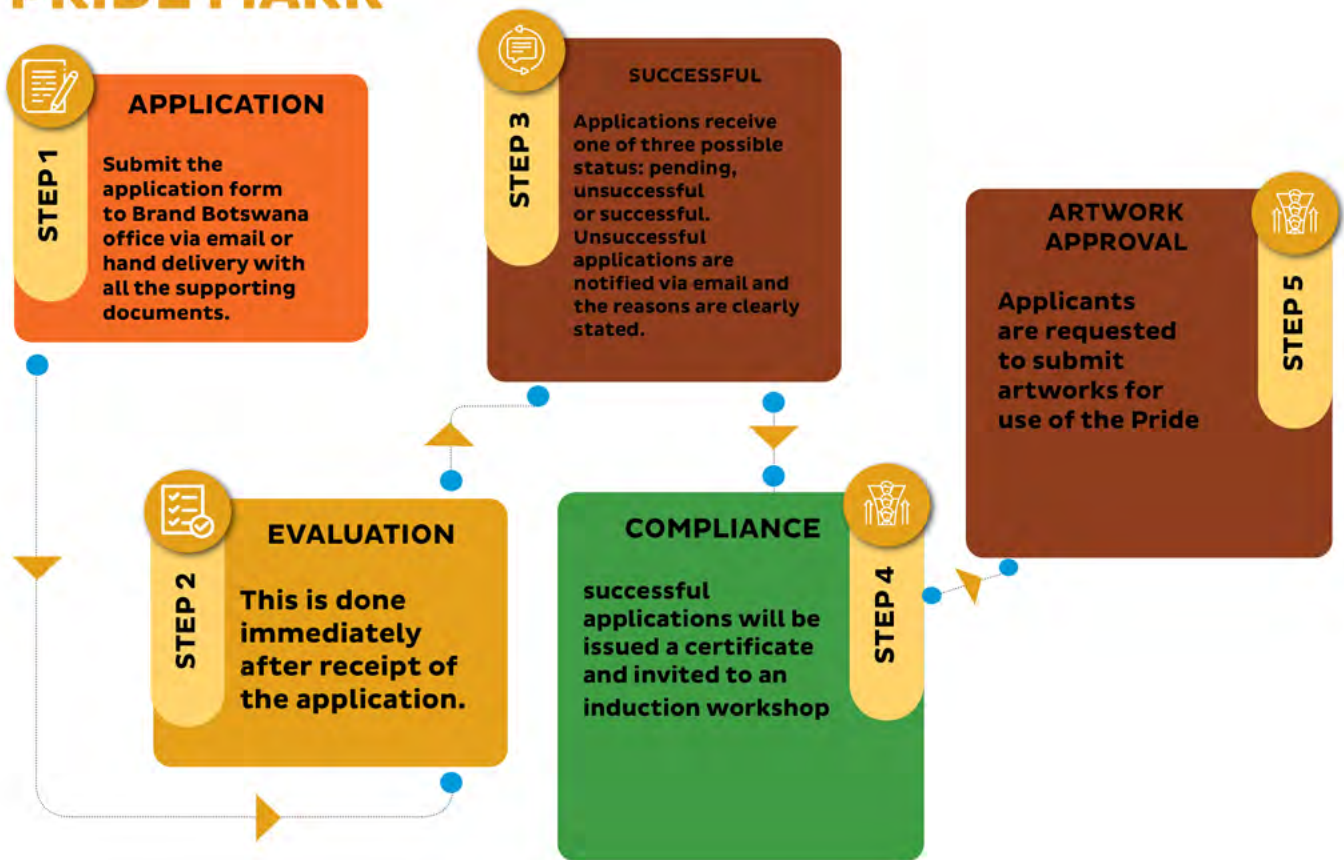 PRIDE MARK
STEP 1
APPLICATION
Submit the
application form
to Brand Botswana
office via email or
hand delivery with
all the supporting
documents.
STEP 2
EVALUATION
This is done
immediately
after receipt of
the application.
STEP 3
SUCCESSFUL
Applications receive
one of three possible
status: pending,
unsuccessful
or successful.
Unsuccessful
applications are
notified via email and
the reasons are clearly
stated.
STEP 4
COMPLIANCE
successful
applications will be
issued a certificate
and invited to an
induction workshop
STEP 5
ARTWORK
APPROVAL
Applicants
are requested
to submit
artworks for
use of the Pride